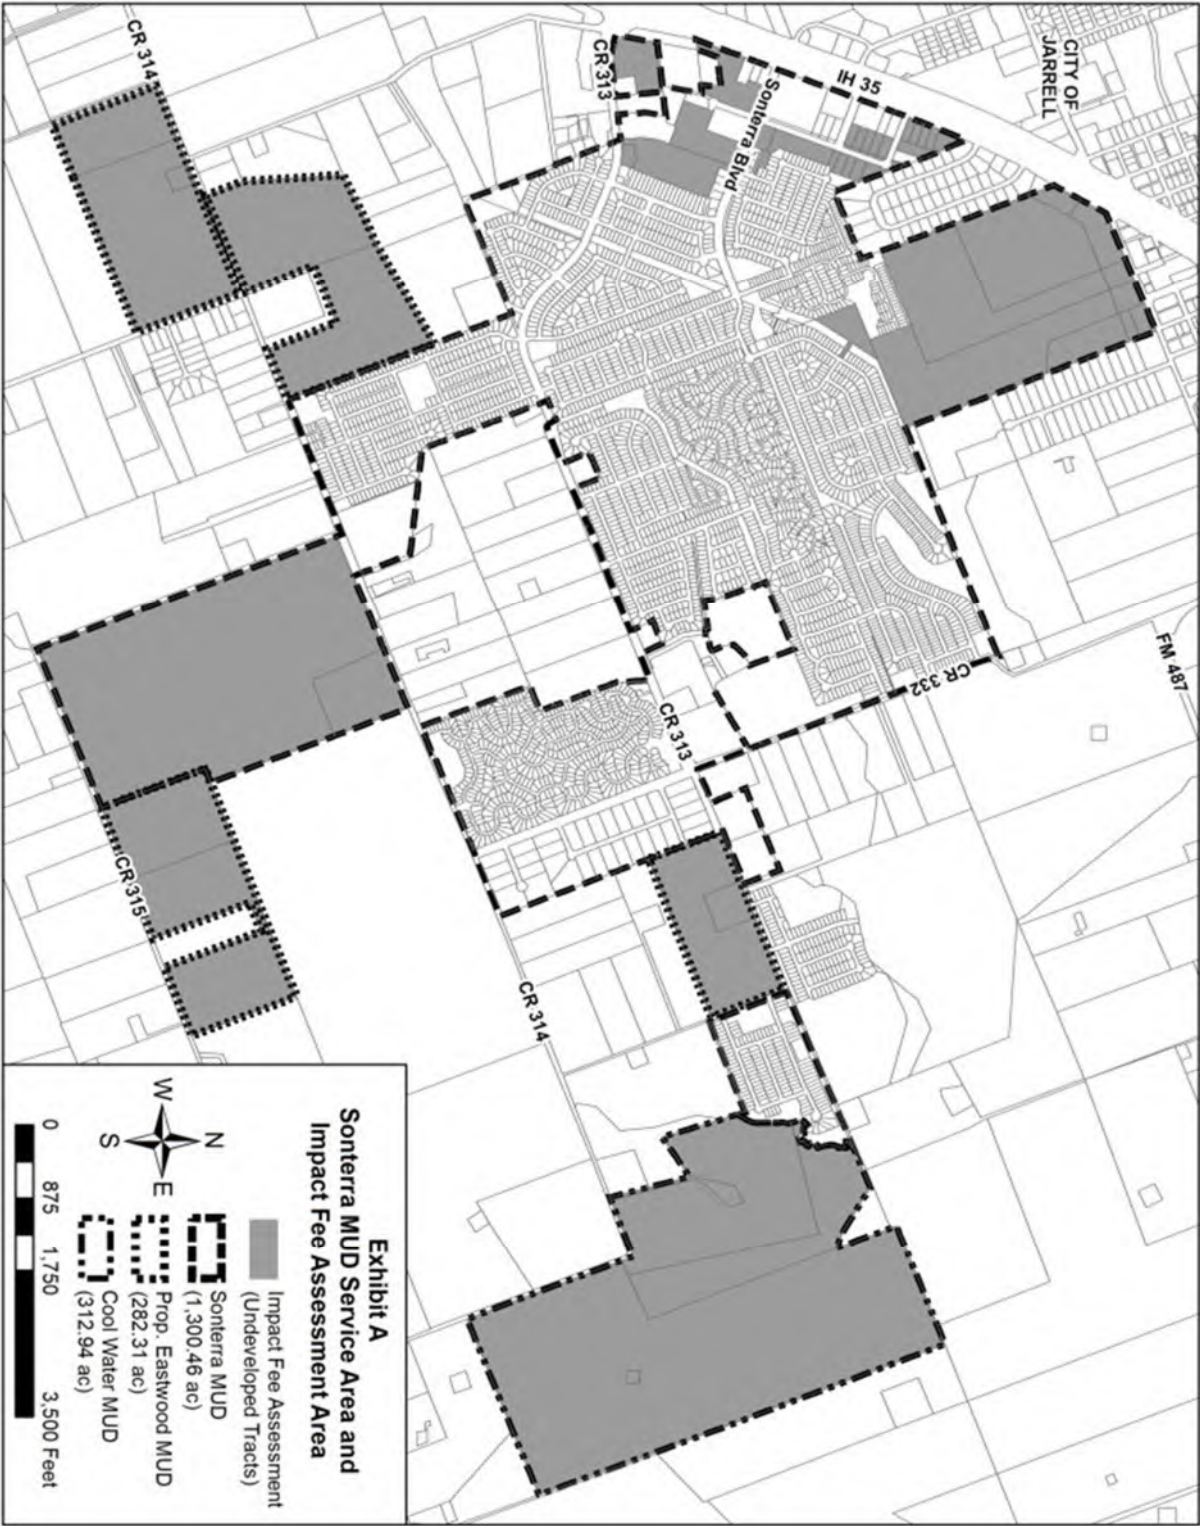 CITY OF
JARRELL
IH 35
FM 487
CR 313
Sonterra Blvd
CR 332
CR 314
CR 313
CR 314
CR 315
Exhibit A
Sonterra MUD Service Area and
Impact Fee Assessment Area
Impact Fee Assessment
(Undeveloped Tracts)
Sonterra MUD
(1,300.46 ac)
Prop. Eastwood MUD
(282.31 ac)
Cool Water MUD
(312.94 ac)
N
W
E
S
0 875 1,750 3,500 Feet